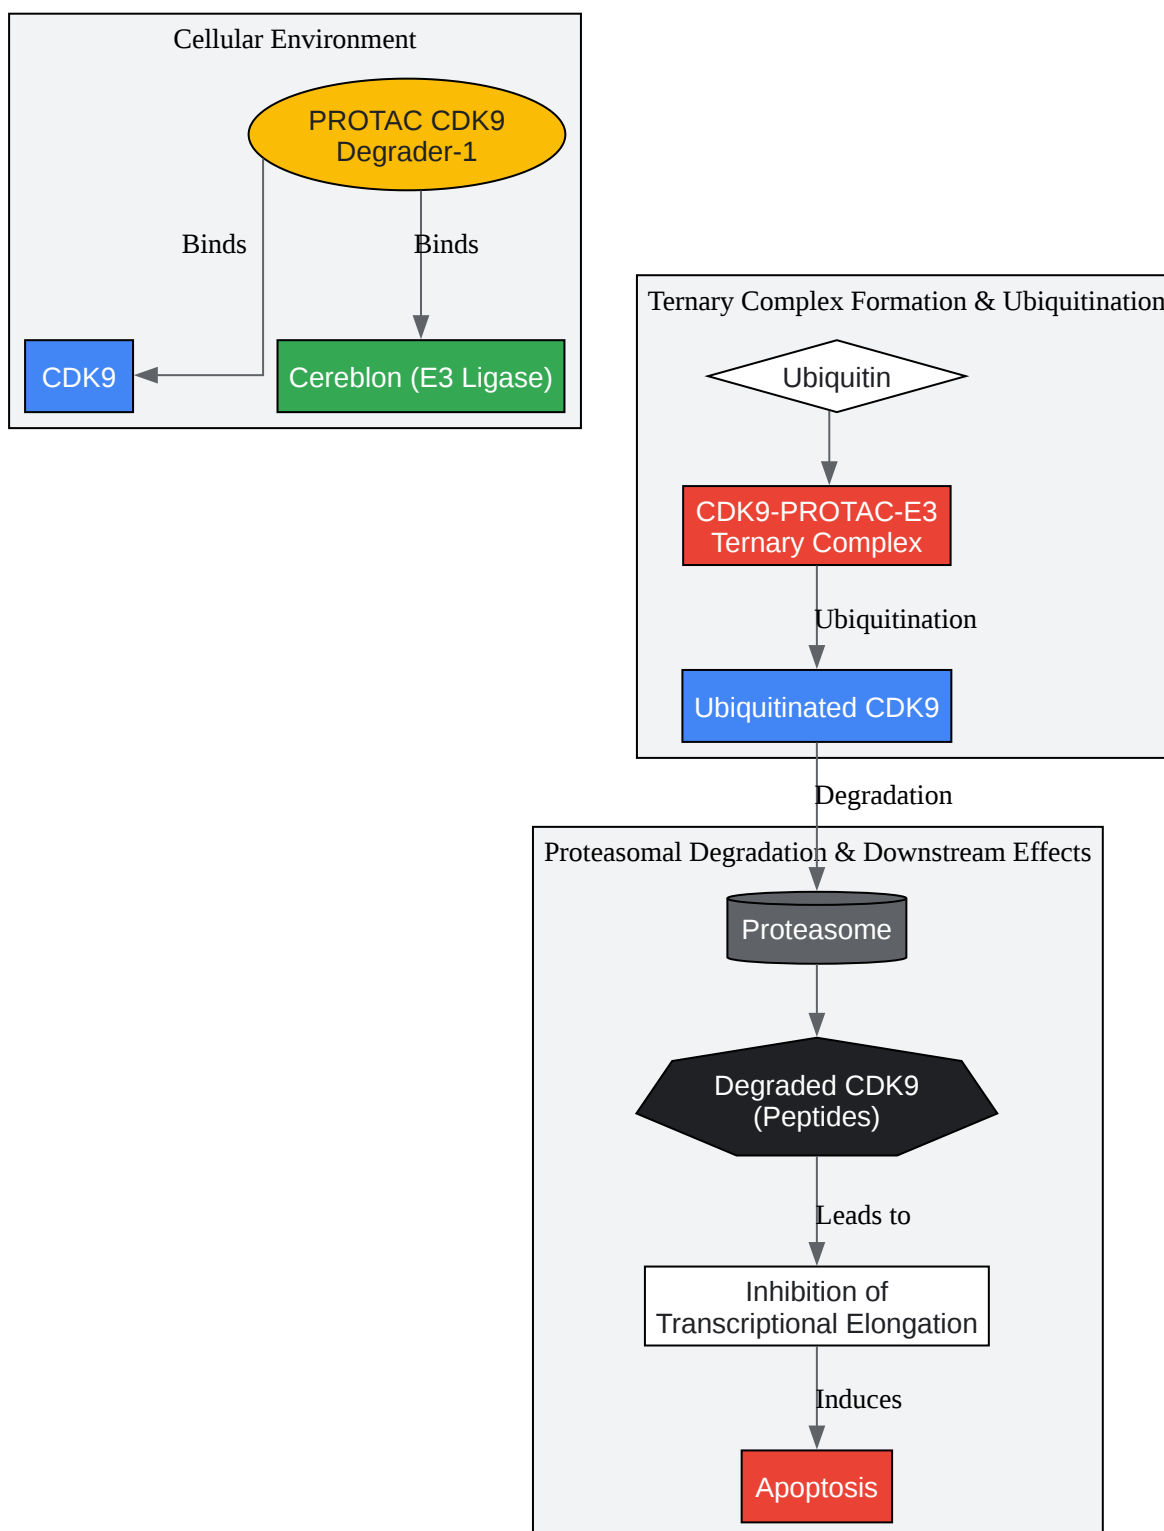 Cellular Environment
PROTAC CDK9
Degrader-1
Binds
Binds
CDK9
Cereblon (E3 Ligase)
Ternary Complex Formation & Ubiquitination
Ubiquitin
CDK9-PROTAC-E3
Ternary Complex
Ubiquitination
Ubiquitinated CDK9
Degradation
Proteasomal Degradation & Downstream Effects
Proteasome
Degraded CDK9
(Peptides)
Leads to
Inhibition of
Transcriptional Elongation
Induces
Apoptosis